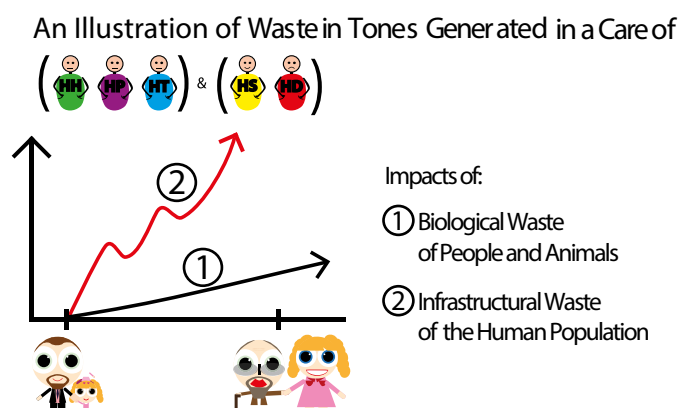 An Illustration of Waste in Tones Generated in a Care of
( HH HP HT ) & ( HS HD )
2
1
Impacts of:
1 Biological Waste
of People and Animals
2 Infrastructural Waste
of the Human Population